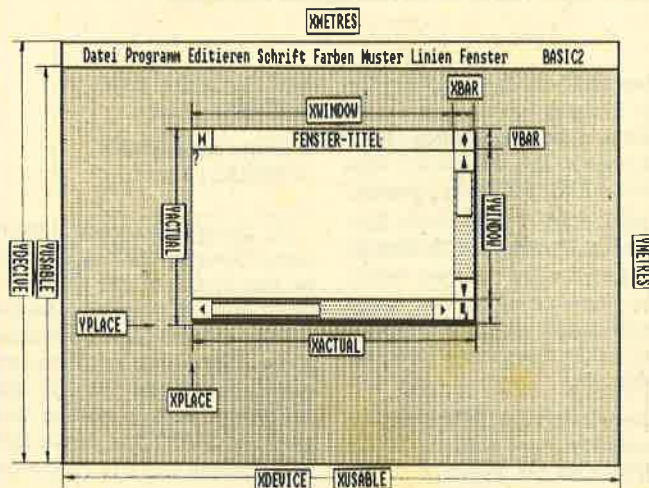 XMETRES
Datei Programm Editieren Schrift Farben Muster Linien Fenster BASIC2
XBAR
XWINDOW
FENSTER-TITEL
YBAR
?
YACTUAL
YWINDOW
YDECIVE
YUSABLE
YMETRES
YPLACE
XACTUAL
XPLACE
XDEVICE XUSABLE